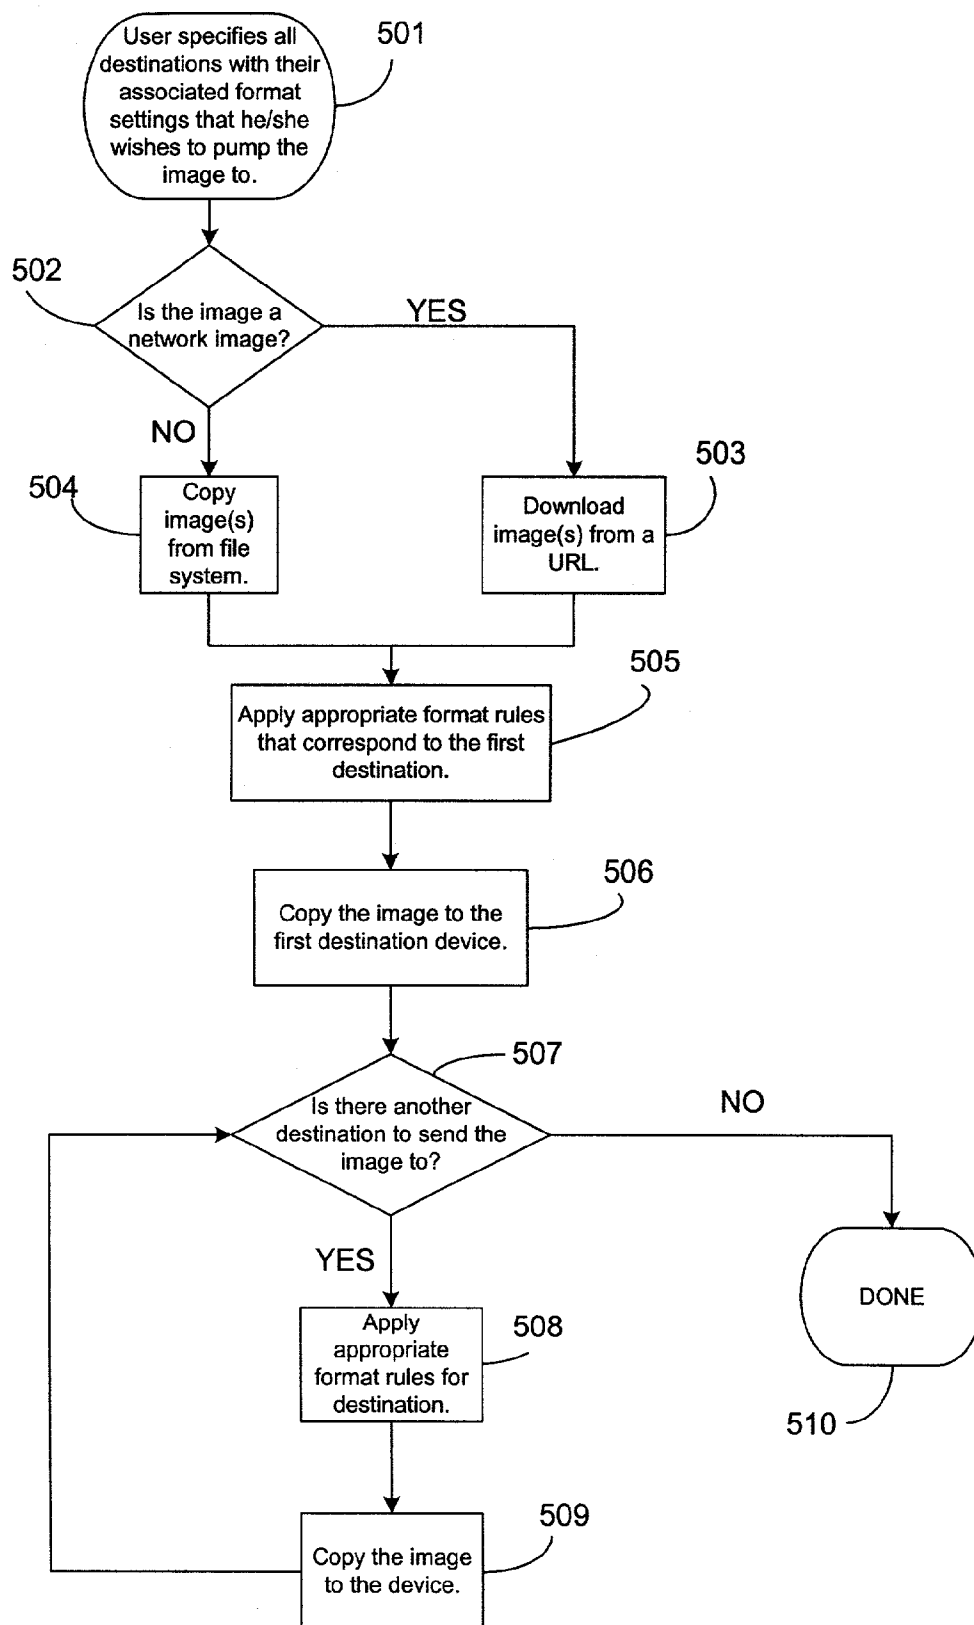 User specifies all
destinations with their
associated format
settings that he/she
wishes to pump the
image to.
501
502
Is the image a
network image?
YES
NO
504
Copy
image(s)
from file
system.
503
Download
image(s) from a
URL.
505
Apply appropriate format rules
that correspond to the first
destination.
506
Copy the image to the
first destination device.
507
Is there another
destination to send the
image to?
NO
YES
DONE
510
508
Apply
appropriate
format rules for
destination.
509
Copy the image
to the device.